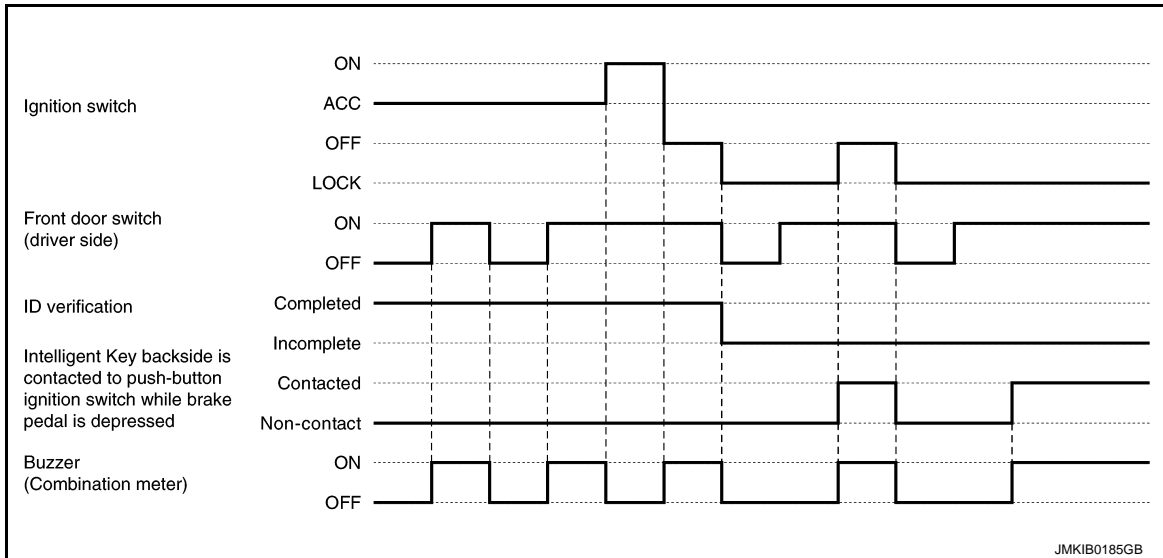 Ignition switch
ON
ACC
OFF
LOCK
Front door switch
(driver side)
ON
OFF
ID verification
Completed
Incomplete
Intelligent Key backside is
contacted to push-button
ignition switch while brake
pedal is depressed
Contacted
Non-contact
Buzzer
(Combination meter)
ON
OFF
JMKIB0185GB